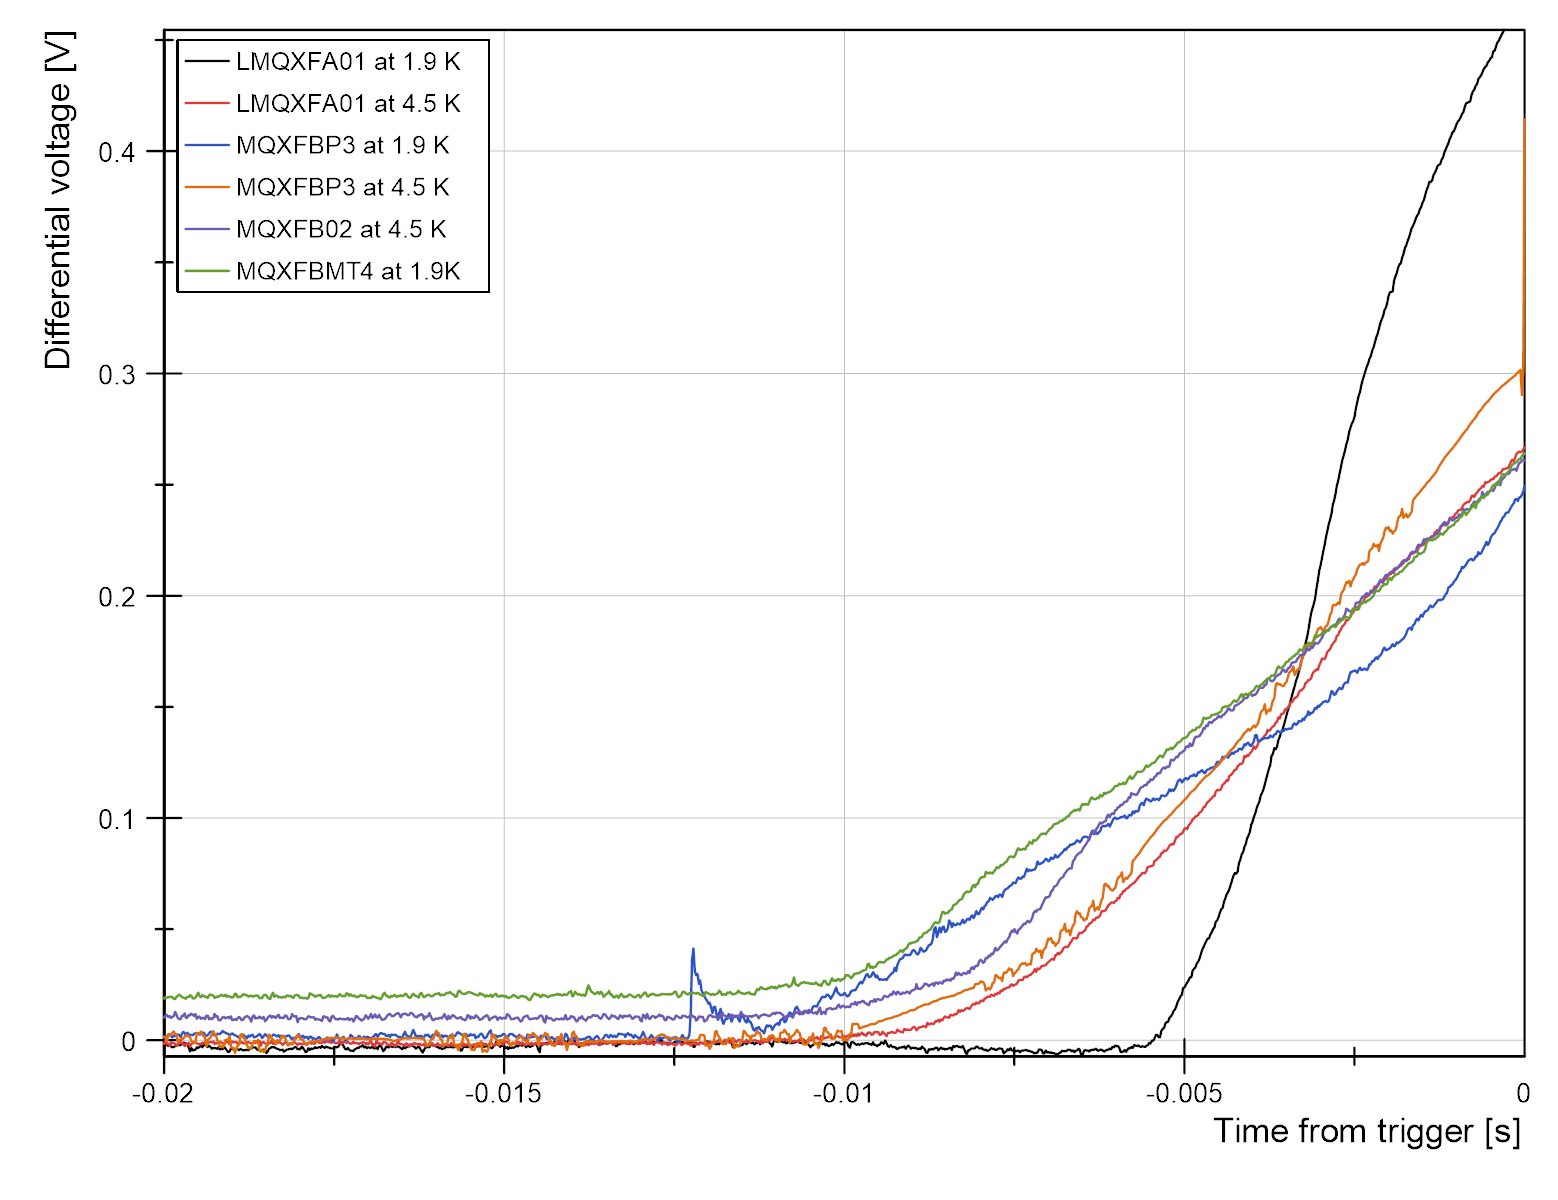 Differential voltage [V]
LMQXFA01 at 1.9 K
LMQXFA01 at 4.5 K
MQXFBP3 at 1.9 K
MQXFBP3 at 4.5 K
MQXFB02 at 4.5 K
MQXFBMT4 at 1.9K
0.4
0.3
0.2
0.1
0
-0.02 -0.015 -0.01 -0.005 0
Time from trigger [s]